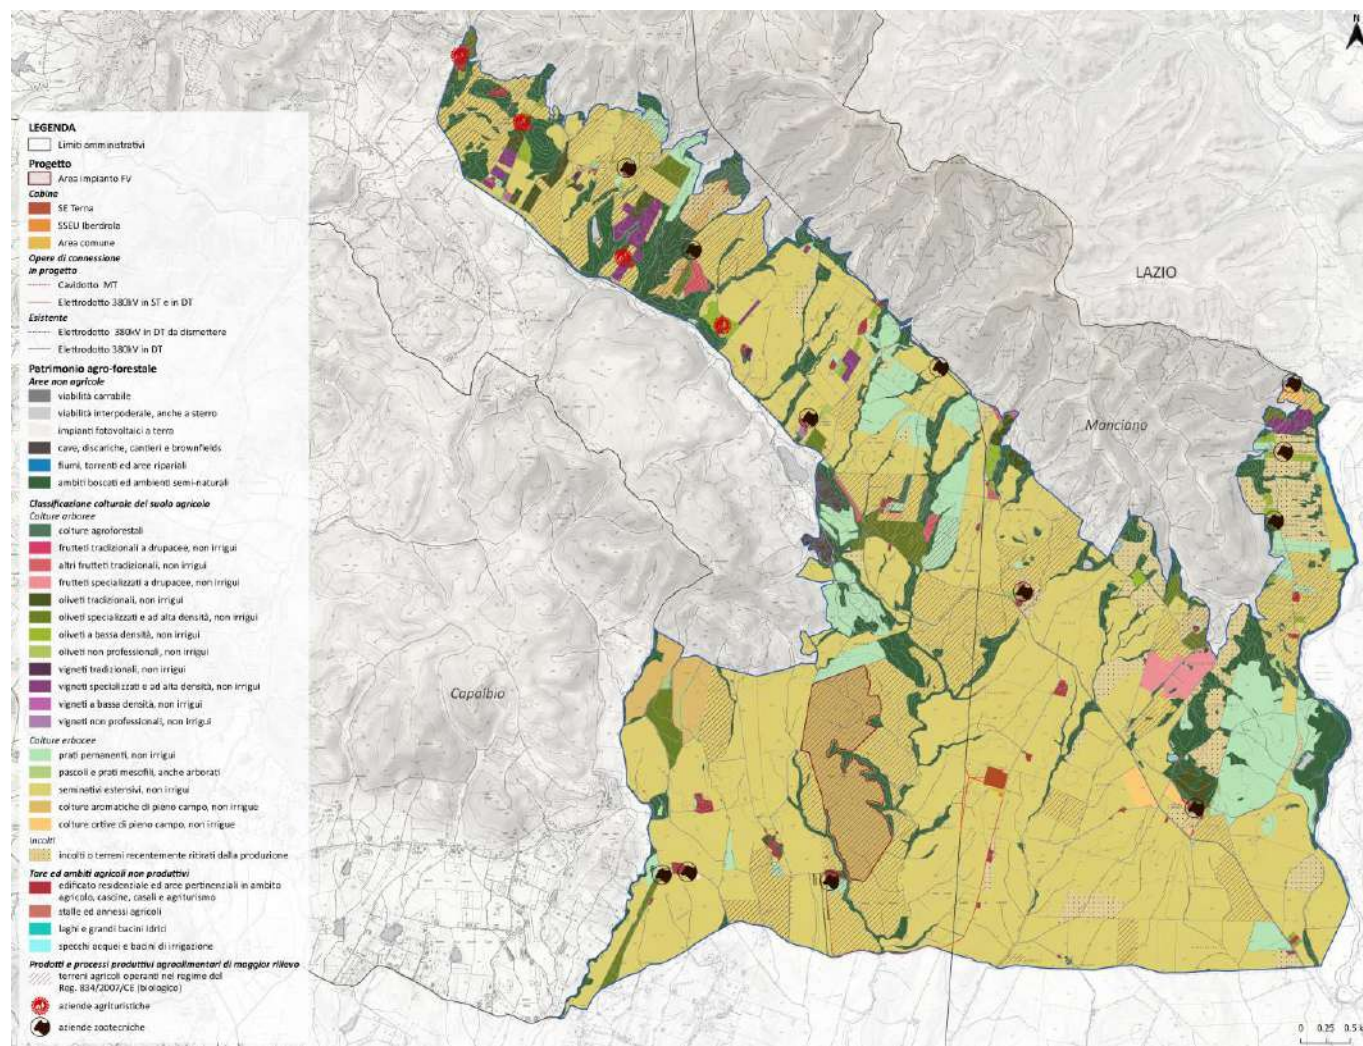 N
LEGENDA
Limiti amministrativi
Progetto
Area impianto FV
Cabina
SE Terna
SSEU Iberdrola
Area comune
Opere di connessione
In progetto
Cavidotto MT
Elettrodotto 380kV in ST e in DT
Esistente
Elettrodotto 380kV in DT da dismettere
Elettrodotto 380kV in DT
Patrimonio agro-forestale
Aree non agricole
viabilità carrabile
viabilità interpoderale, anche a sterro
impianti fotovoltaici a terra
cave, discariche, cantieri e brownfields
fiumi, torrenti ed aree ripariali
ambiti boscati ed ambienti semi-naturali
Classificazione colturale del suolo agricolo
Colture arboree
colture agroforestali
frutteti tradizionali a drupacee, non irrigui
altri frutteti tradizionali, non irrigui
frutteti specializzati a drupacee, non irrigui
oliveti tradizionali, non irrigui
oliveti specializzati e ad alta densità, non irrigui
oliveti a bassa densità, non irrigui
oliveti non professionali, non irrigui
vigneti tradizionali, non irrigui
vigneti specializzati e ad alta densità, non irrigui
vigneti a bassa densità, non irrigui
vigneti non professionali, non irrigui
Colture erbacee
prati permanenti, non irrigui
pascoli e prati mesofili, anche arborati
seminativi estensivi, non irrigui
colture aromatiche di pieno campo, non irrigue
colture ortive di pieno campo, non irrigue
Incolti
incolti o terreni recentemente ritirati dalla produzione
Tare ed ambiti agricoli non produttivi
edificato residenziale ed aree pertinenziali in ambito
agricolo, cascine, casali e agriturismo
stalle ed annessi agricoli
laghi e grandi bacini idrici
specchi acquei e bacini di irrigazione
Prodotti e processi produttivi agroalimentari di maggior rilievo
terreni agricoli operanti nel regime del
Reg. 834/2007/CE (biologico)
aziende agrituristiche
aziende zootecniche
LAZIO
Manciano
Capalbio
0 0.25 0.5